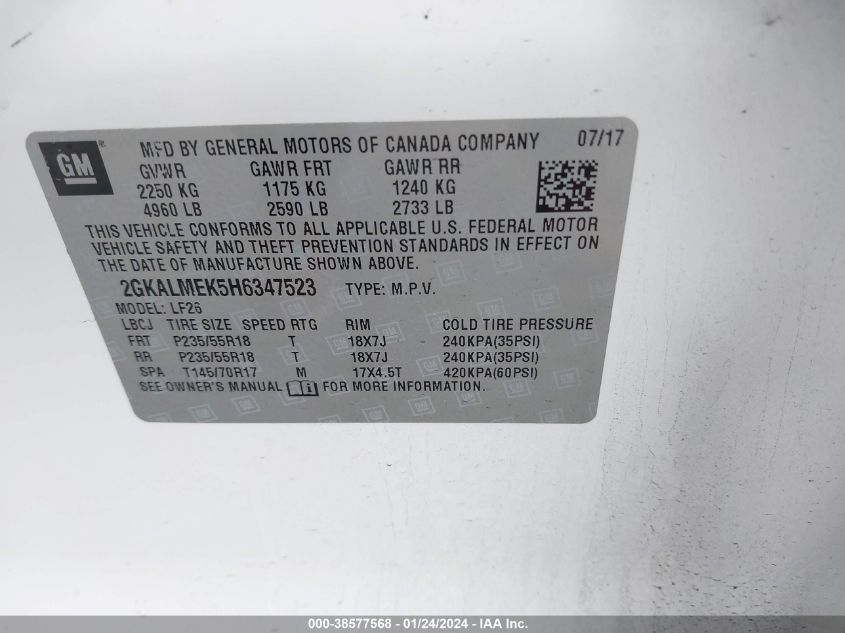 GM ® MFD BY GENERAL MOTORS OF CANADA COMPANY 07/17
GVWR GAWR FRT GAWR RR
2250 KG 1175 KG 1240 KG
4960 LB 2590 LB 2733 LB
THIS VEHICLE CONFORMS TO ALL APPLICABLE U.S. FEDERAL MOTOR
VEHICLE SAFETY AND THEFT PREVENTION STANDARDS IN EFFECT ON
THE DATE OF MANUFACTURE SHOWN ABOVE.
2GKALMEK5H6347523 TYPE: M.P.V.
MODEL: LF26
LBCJ TIRE SIZE SPEED RTG RIM COLD TIRE PRESSURE
FRT P235/55R18 T 18X7J 240KPA(35PSI)
RR P235/55R18 T 18X7J 240KPA(35PSI)
SPA T145/70R17 M 17X4.5T 420KPA(60PSI)
SEE OWNER'S MANUAL FOR MORE INFORMATION.
000-38577568 - 01/24/2024 - IAA Inc.